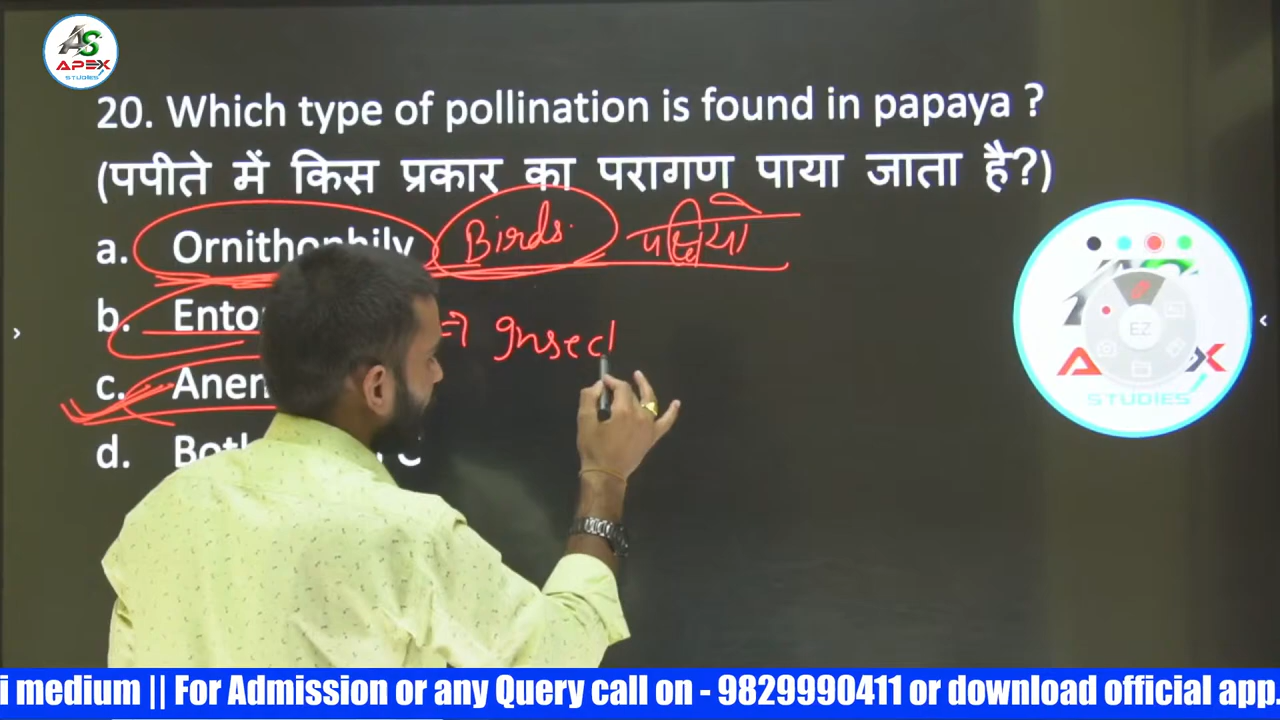 AS
APEX
STUDIES
20. Which type of pollination is found in papaya ?
(पपीते में किस प्रकार का परागण पाया जाता है?)
a. Ornithophily Birds. पक्षियो
b. Ento ⇒ Insect
c. Anem
d. Both C
EZ
A X
STUDIES
i medium || For Admission or any Query call on - 9829990411 or download official app.